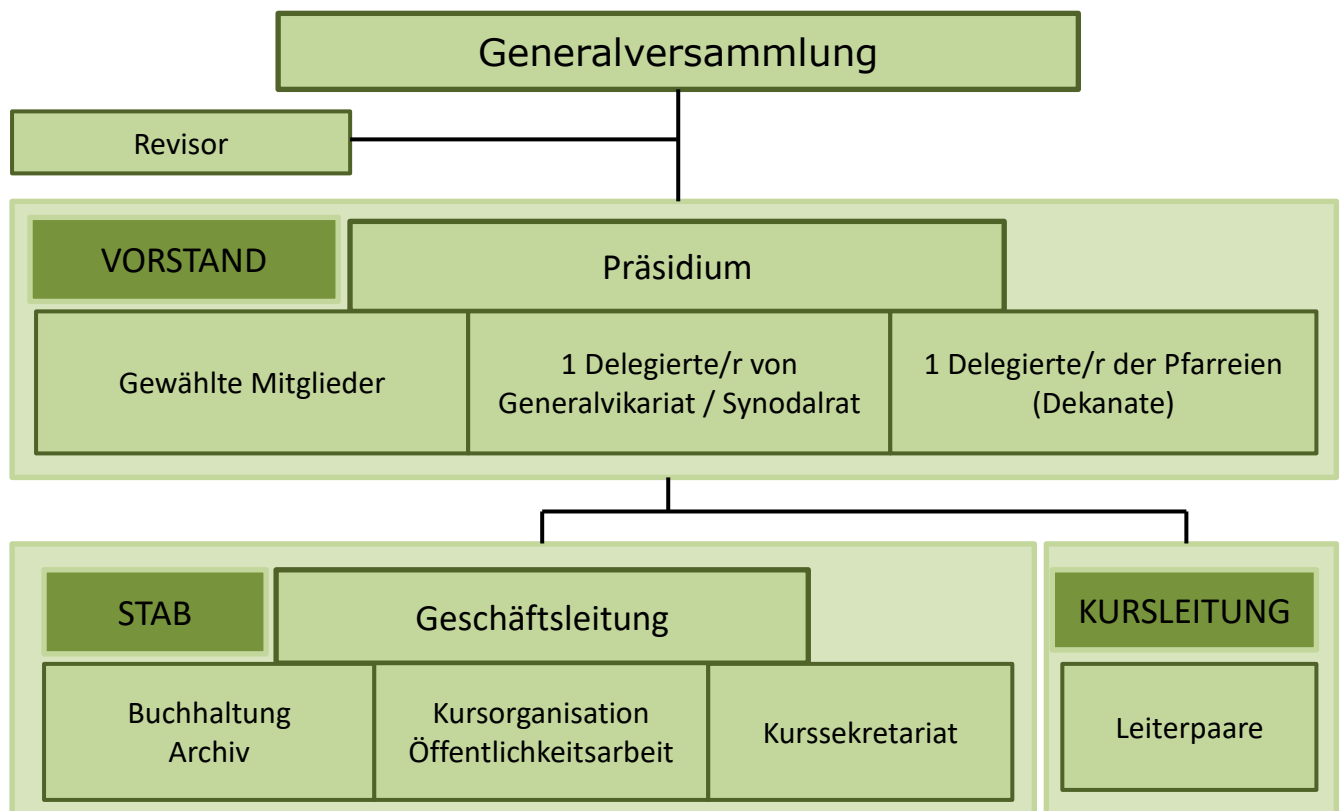 Generalversammlung
Revisor
VORSTAND
Präsidium
Gewählte Mitglieder
1 Delegierte/r von
Generalvikariat / Synodalrat
1 Delegierte/r der Pfarreien
(Dekanate)
STAB
Geschäftsleitung
KURSLEITUNG
Buchhaltung
Archiv
Kursorganisation
Öffentlichkeitsarbeit
Kurssekretariat
Leiterpaare